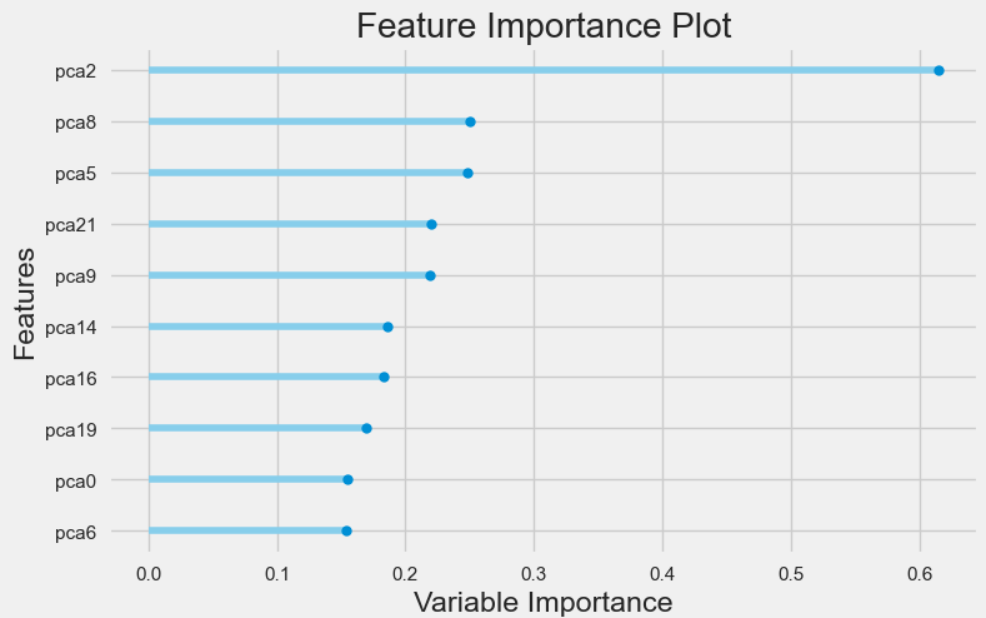 Feature Importance Plot
pca2
pca8
pca5
pca21
pca9
pca14
pca16
pca19
pca0
pca6
Features
0.0 0.1 0.2 0.3 0.4 0.5 0.6
Variable Importance